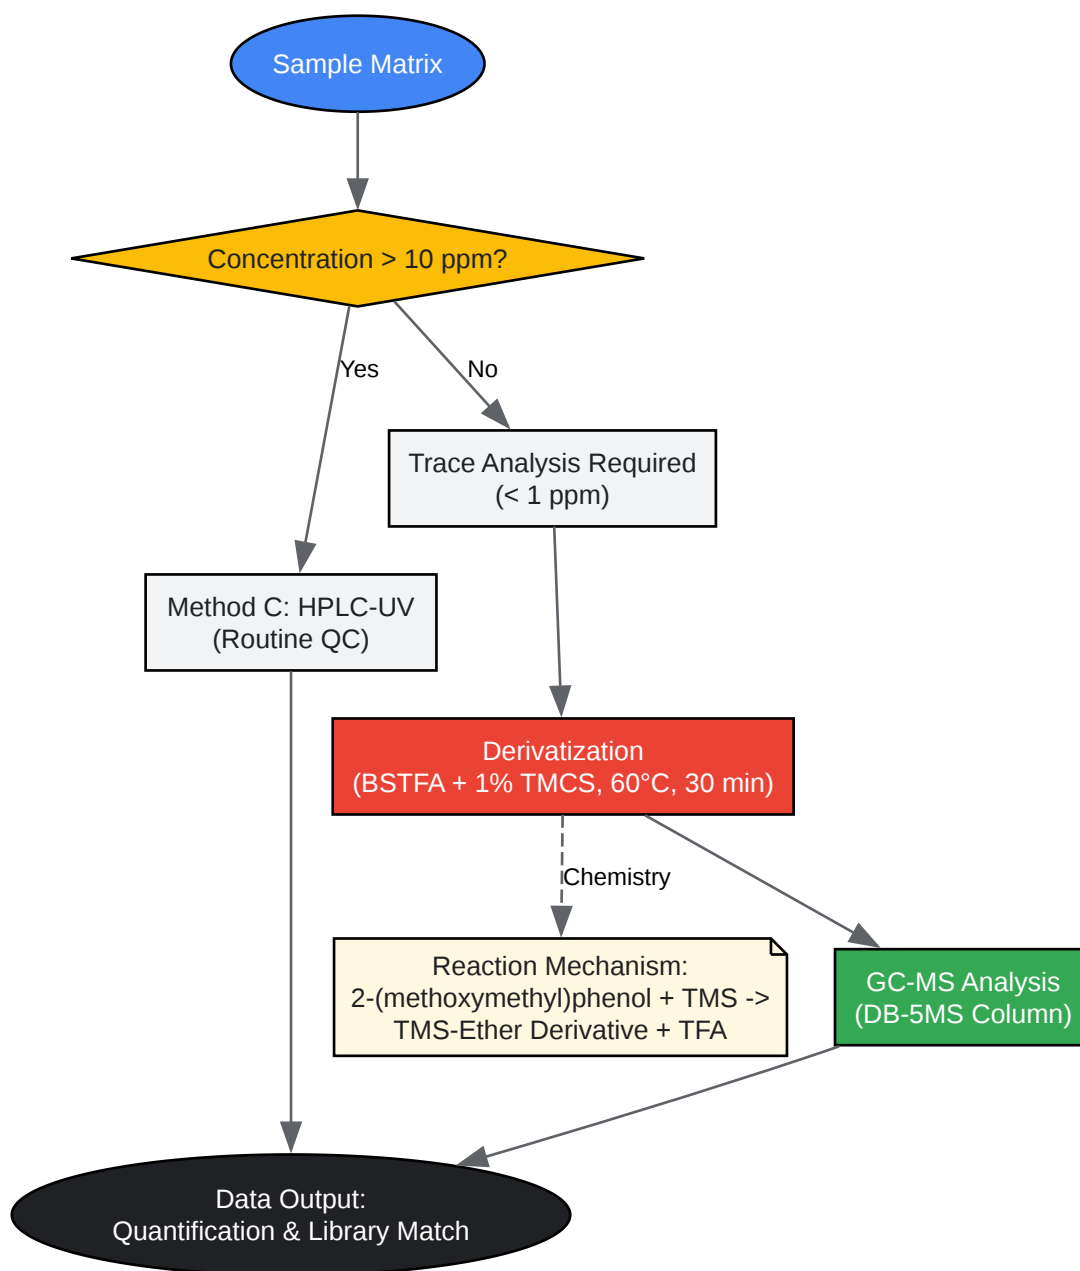 Sample Matrix
Concentration > 10 ppm?
Yes
No
Trace Analysis Required
(< 1 ppm)
Method C: HPLC-UV
(Routine QC)
Derivatization
(BSTFA + 1% TMCS, 60°C, 30 min)
Chemistry
Reaction Mechanism:
2-(methoxymethyl)phenol + TMS ->
TMS-Ether Derivative + TFA
GC-MS Analysis
(DB-5MS Column)
Data Output:
Quantification & Library Match